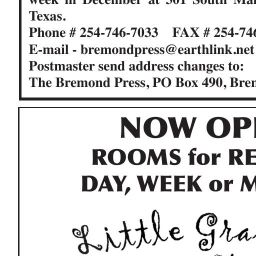 week in December at 301 South Ma
Texas.
Phone # 254-746-7033 FAX # 254-746
E-mail - bremondpress@earthlink.net
Postmaster send address changes to:
The Bremond Press, PO Box 490, Brem
NOW OP
ROOMS for RE
DAY, WEEK or M
Little Gra